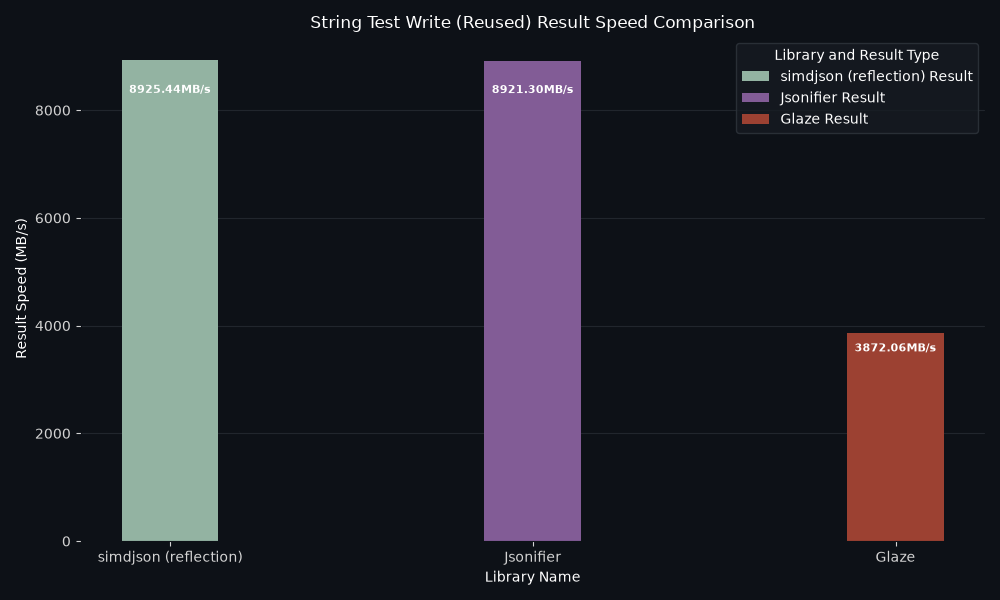 String Test Write (Reused) Result Speed Comparison
Library and Result Type
simdjson (reflection) Result
Jsonifier Result
Glaze Result
8925.44MB/s
8921.30MB/s
3872.06MB/s
8000
6000
4000
2000
0
Result Speed (MB/s)
simdjson (reflection)
Jsonifier
Glaze
Library Name